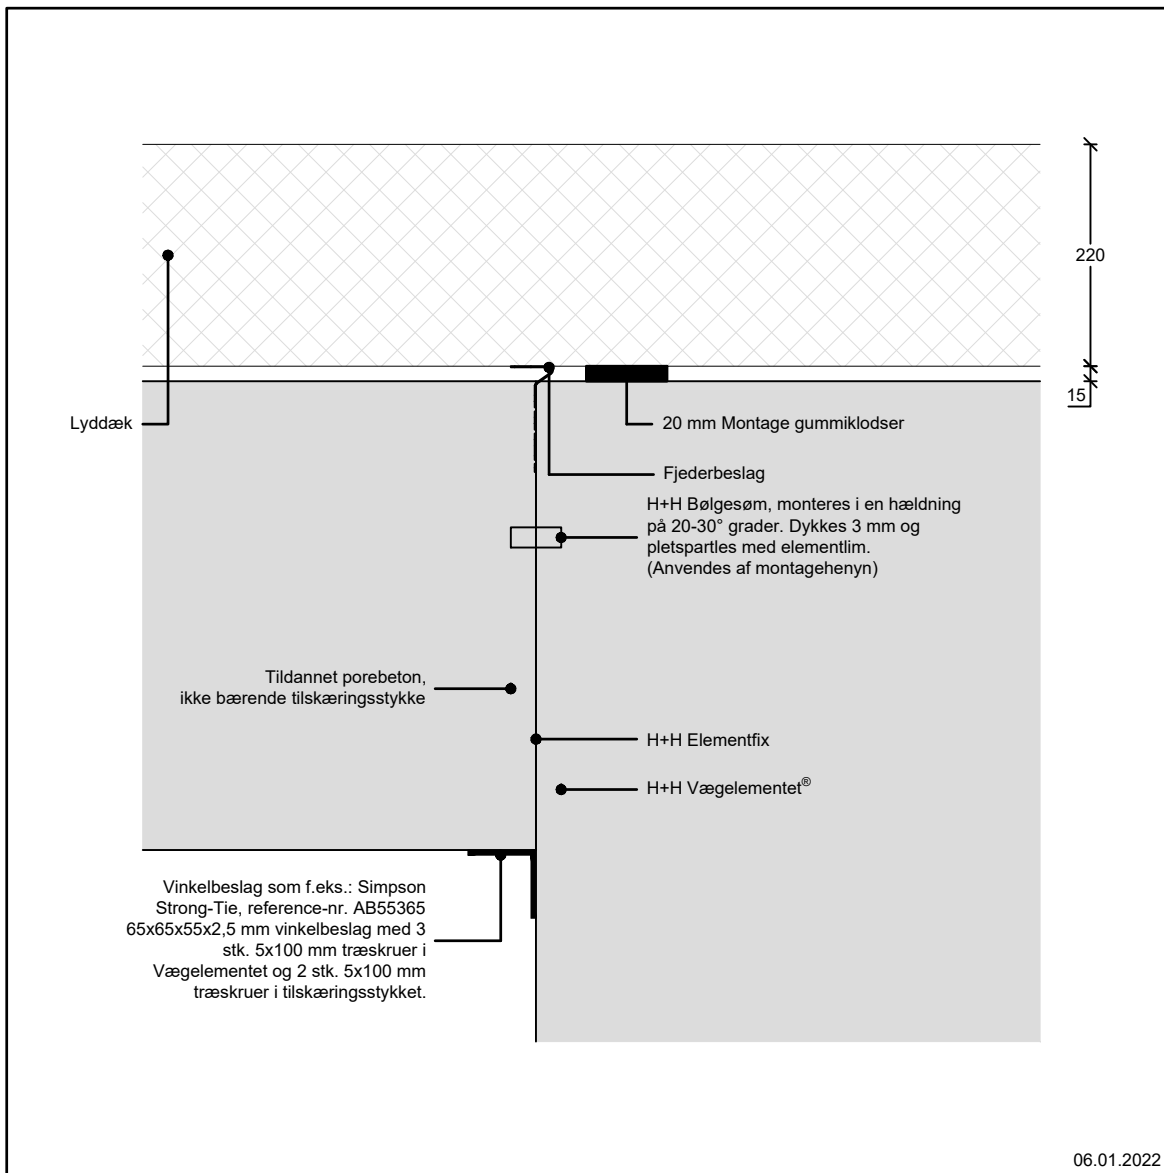 220
15
Lyddæk
20 mm Montage gummiklodser
Fjederbeslag
H+H Bølgesøm, monteres i en hældning
på 20-30° grader. Dykkes 3 mm og
pletspartles med elementlim.
(Anvendes af montagehenyn)
Tildannet porebeton,
ikke bærende tilskæringsstykke
H+H Elementfix
H+H Vægelementet®
Vinkelbeslag som f.eks.: Simpson
Strong-Tie, reference-nr. AB55365
65x65x55x2,5 mm vinkelbeslag med 3
stk. 5x100 mm træskruer i
Vægelementet og 2 stk. 5x100 mm
træskruer i tilskæringsstykket.
06.01.2022